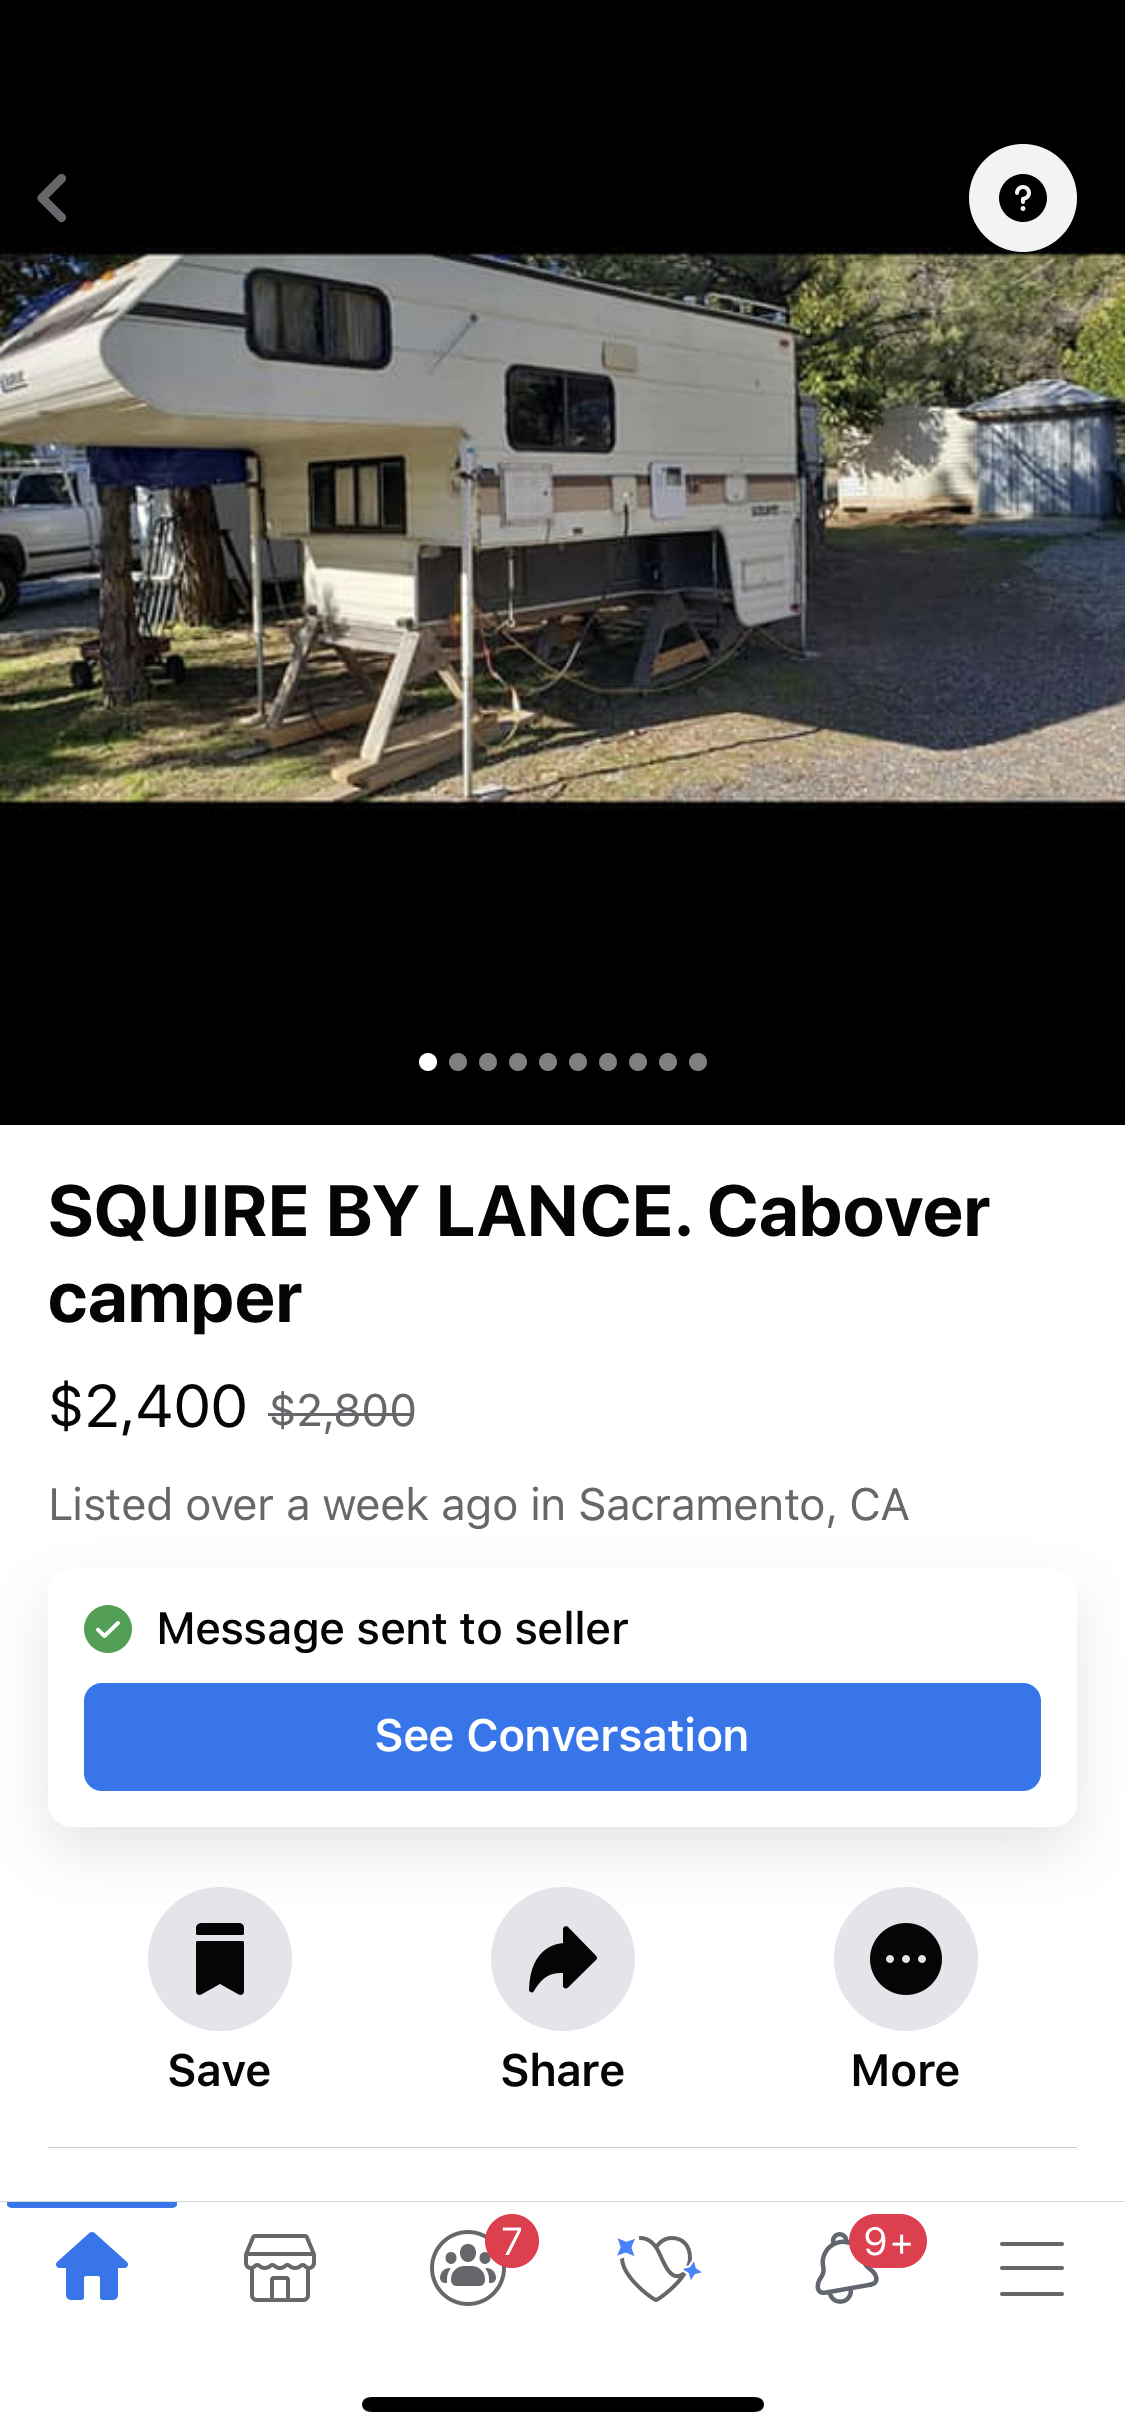 SQUIRE BY LANCE. Cabover
camper
$2,400 $2,800
Listed over a week ago in Sacramento, CA
Message sent to seller
See Conversation
Save
Share
More
7
9+